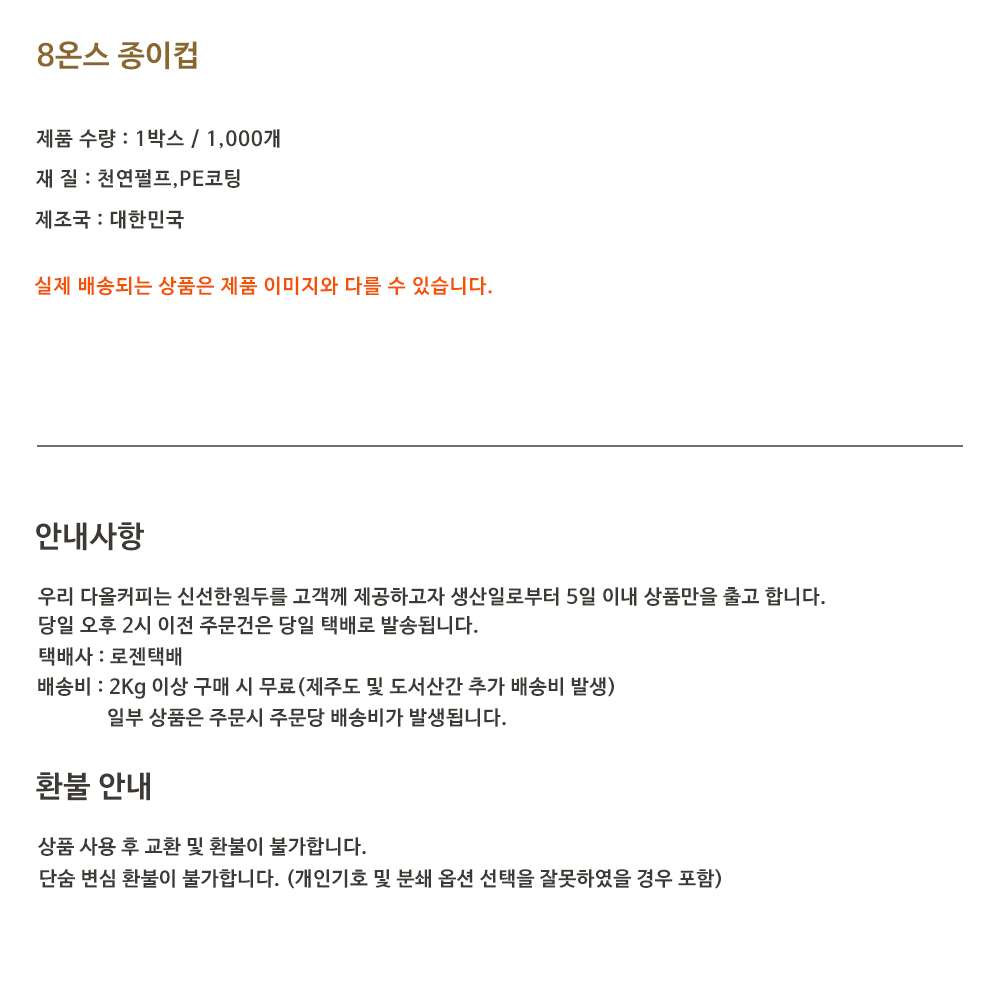 8온스 종이컵
제품 수량 : 1박스 / 1,000개
재 질 : 천연펄프,PE코팅
제조국 : 대한민국
실제 배송되는 상품은 제품 이미지와 다를 수 있습니다.
안내사항
우리 다올커피는 신선한원두를 고객께 제공하고자 생산일로부터 5일 이내 상품만을 출고 합니다.
당일 오후 2시 이전 주문건은 당일 택배로 발송됩니다.
택배사 : 로젠택배
배송비 : 2Kg 이상 구매 시 무료(제주도 및 도서산간 추가 배송비 발생)
일부 상품은 주문시 주문당 배송비가 발생됩니다.
환불 안내
상품 사용 후 교환 및 환불이 불가합니다.
단숨 변심 환불이 불가합니다. (개인기호 및 분쇄 옵션 선택을 잘못하였을 경우 포함)